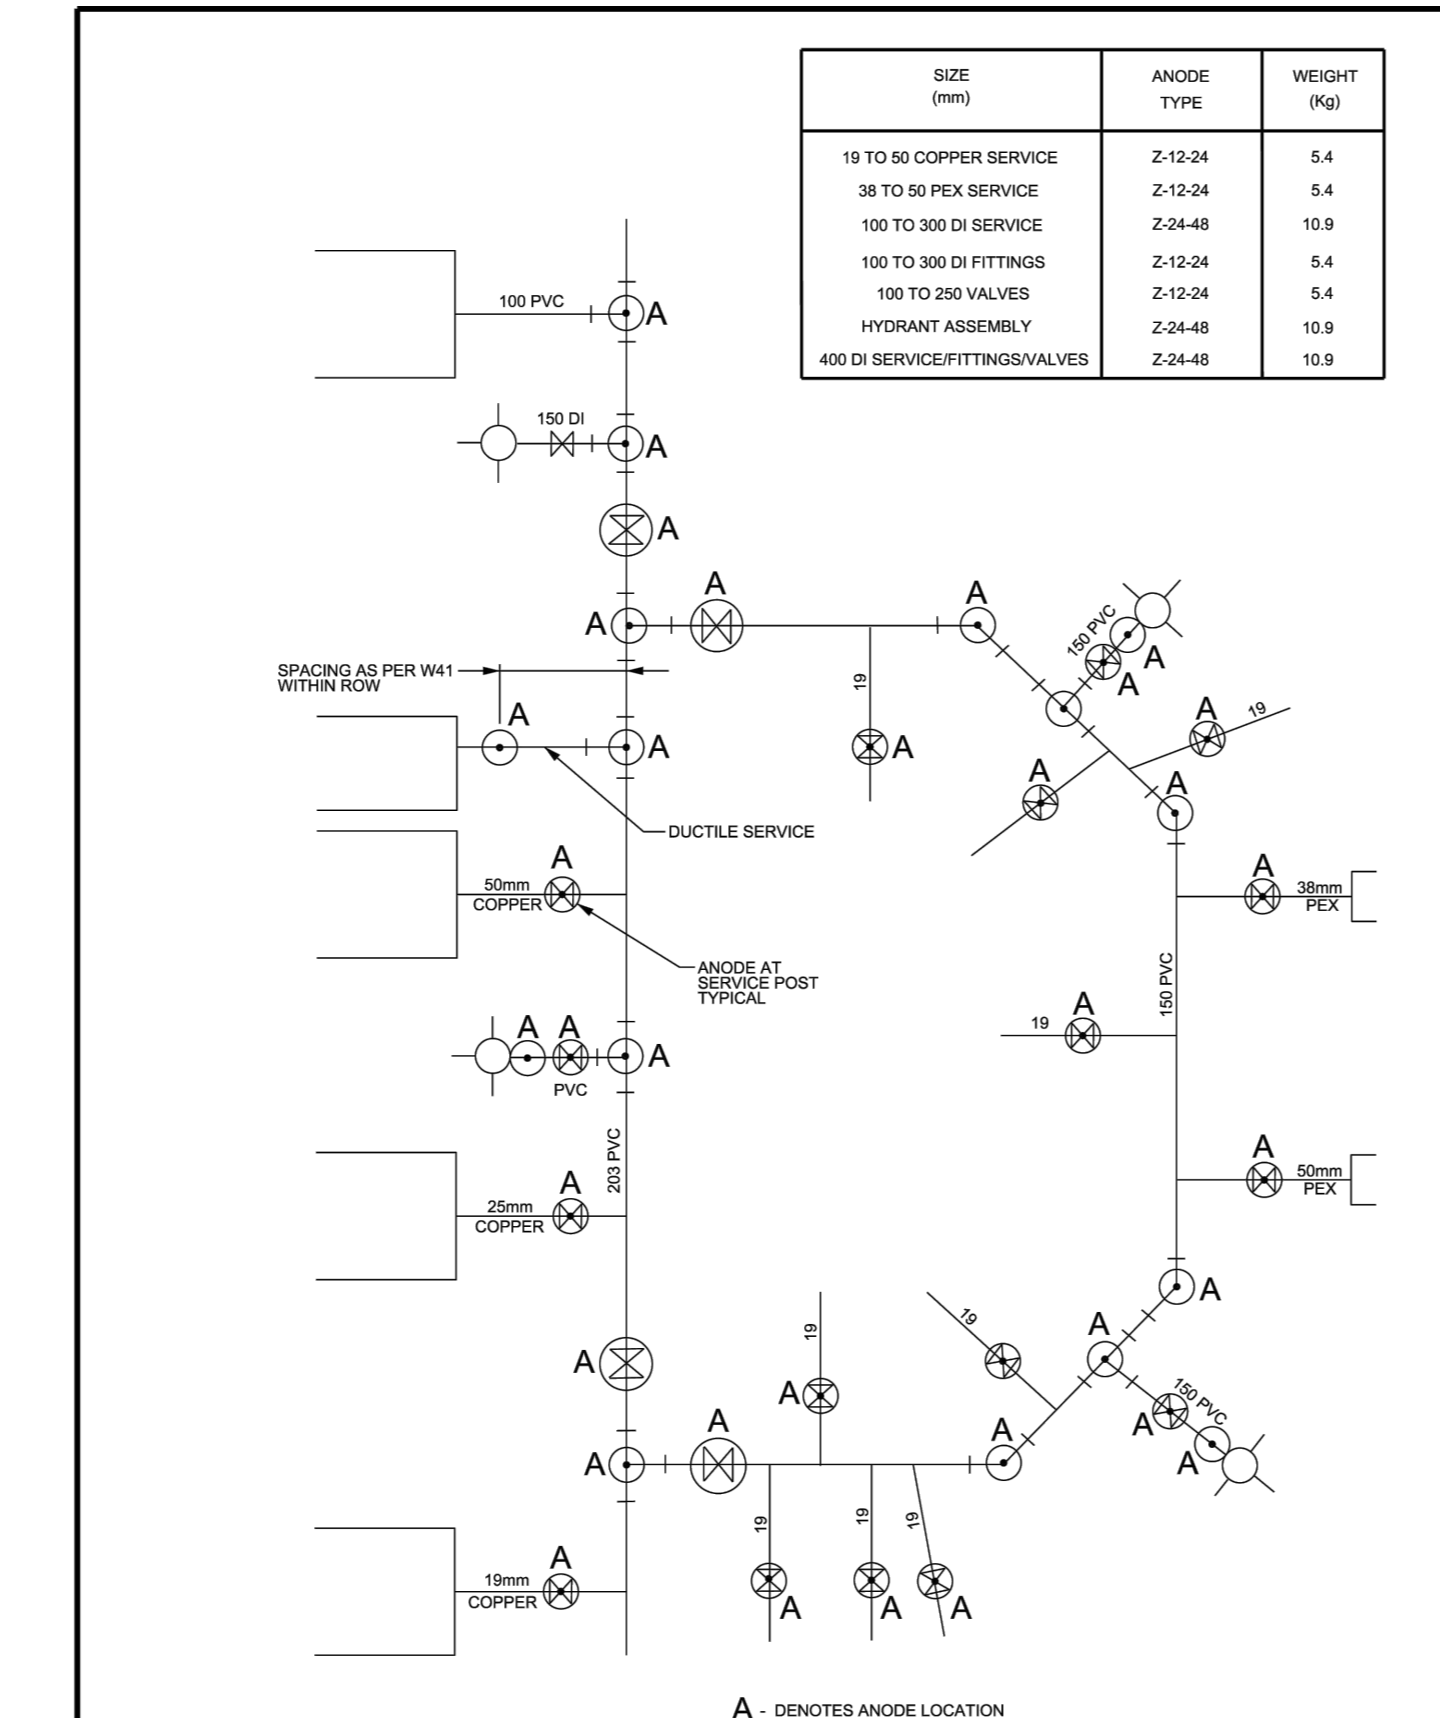 SIZE
(mm)
ANODE
TYPE
WEIGHT
(Kg)
19 TO 50 COPPER SERVICE Z-12-24 5.4
38 TO 50 PEX SERVICE Z-12-24 5.4
100 TO 300 DI SERVICE Z-24-48 10.9
100 TO 300 DI FITTINGS Z-12-24 5.4
100 TO 250 VALVES Z-12-24 5.4
HYDRANT ASSEMBLY Z-24-48 10.9
400 DI SERVICE/FITTINGS/VALVES Z-24-48 10.9
100 PVC
A
150 DI
A
A
A
A
A
150 PVC
A
A
SPACING AS PER W41
WITHIN ROW
19
A
A
A
A
19
A
A
A
DUCTILE SERVICE
A
50mm
COPPER
A
38mm
PEX
ANODE AT
SERVICE POST
TYPICAL
150 PVC
A
A
A
PVC
19
A
203 PVC
A
25mm
COPPER
A
50mm
PEX
A
A
19
A
19
A
150 PVC
A
A
A
A
A
19
19
19
A
19mm
COPPER
A
A
A
A - DENOTES ANODE LOCATION